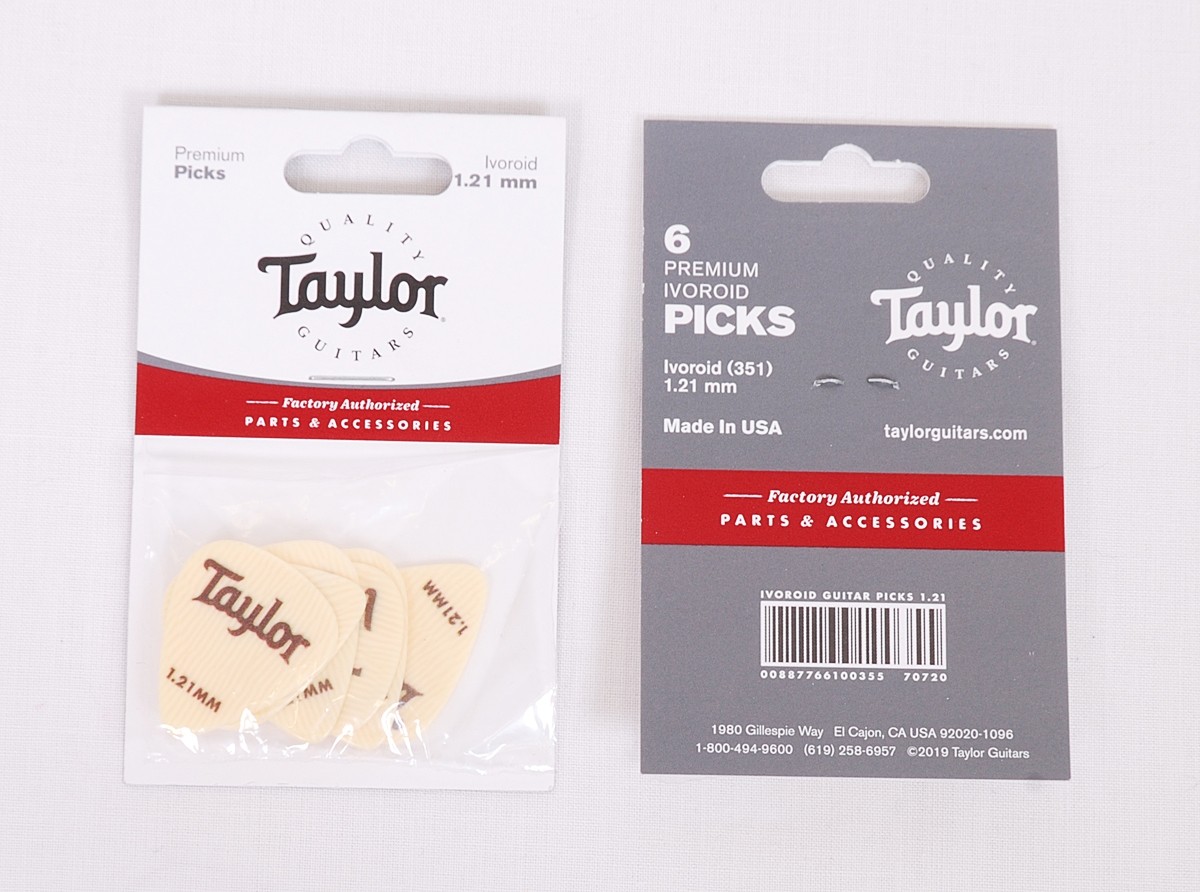 Premium
Picks
Ivoroid
1.21 mm
QUALITY
Taylor
GUITARS
Factory Authorized
PARTS & ACCESSORIES
Taylor
1.21MM
MM
1.21MM
6
PREMIUM
IVOROID
PICKS
Ivoroid (351)
1.21 mm
Made In USA
QUALITY
Taylor
GUITARS
taylorguitars.com
Factory Authorized
PARTS & ACCESSORIES
IVOROID GUITAR PICKS 1.21
00887766100355 70720
1980 Gillespie Way El Cajon, CA USA 92020-1096
1-800-494-9600 (619) 258-6957 ©2019 Taylor Guitars